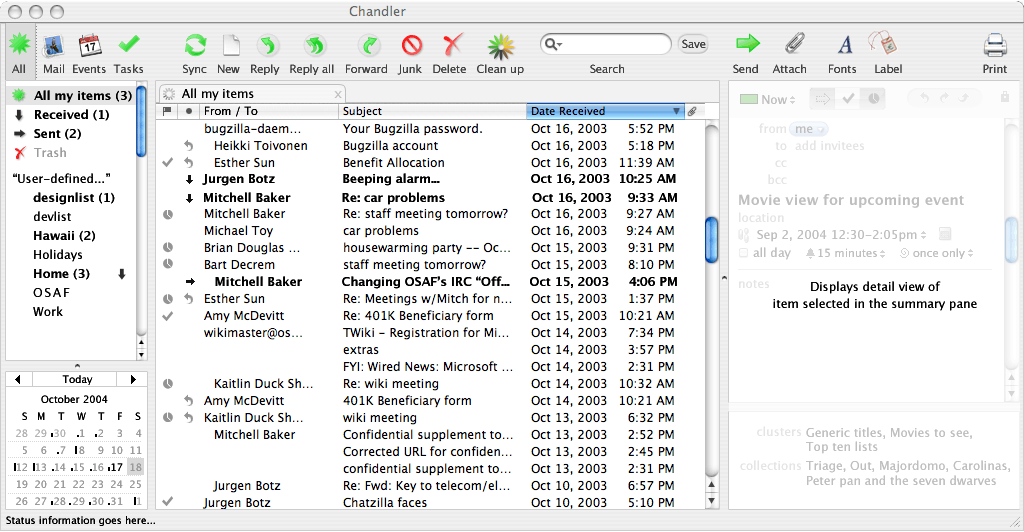 Chandler
All Mail Events Tasks Sync New Reply Reply all Forward Junk Delete Clean up Search Save Send Attach Fonts Label Print
17
All my items (3)
Received (1)
Sent (2)
Trash
"User-defined..."
designlist (1)
devlist
Hawaii (2)
Holidays
Home (3)
OSAF
Work
Today
October 2004
S M T W T F S
28 29 30 1 2 3 4
5 6 7 8 9 10 11
12 13 14 15 16 17 18
19 20 21 22 23 24 25
26 27 28 29 30 31 1
All my items
From / To Subject Date Received
bugzilla-daem... Your Bugzilla password. Oct 16, 2003 5:52 PM
Heikki Toivonen Bugzilla account Oct 16, 2003 5:18 PM
Esther Sun Benefit Allocation Oct 16, 2003 11:39 AM
Jurgen Botz Beeping alarm... Oct 16, 2003 10:25 AM
Mitchell Baker Re: car problems Oct 16, 2003 9:33 AM
Mitchell Baker Re: staff meeting tomorrow? Oct 16, 2003 9:27 AM
Michael Toy car problems Oct 16, 2003 9:24 AM
Brian Douglas ... housewarming party -- Oc... Oct 15, 2003 9:31 PM
Bart Decrem staff meeting tomorrow? Oct 15, 2003 8:10 PM
Mitchell Baker Changing OSAF's IRC "Off... Oct 15, 2003 4:06 PM
Esther Sun Re: Meetings w/Mitch for n... Oct 15, 2003 1:37 PM
Amy McDevitt Re: 401K Beneficiary form Oct 15, 2003 10:21 AM
wikimaster@os... TWiki - Registration for Mi... Oct 14, 2003 7:34 PM
extras Oct 14, 2003 3:57 PM
FYI: Wired News: Microsoft ... Oct 14, 2003 2:31 PM
Kaitlin Duck Sh... Re: wiki meeting Oct 14, 2003 10:32 AM
Amy McDevitt 401K Beneficiary form Oct 14, 2003 10:21 AM
Kaitlin Duck Sh... wiki meeting Oct 13, 2003 6:32 PM
Mitchell Baker Confidential supplement to... Oct 13, 2003 2:52 PM
Corrected URL for confiden... Oct 13, 2003 2:45 PM
confidential supplement to... Oct 13, 2003 2:31 PM
Jurgen Botz Re: Fwd: Key to telecom/el... Oct 10, 2003 6:57 PM
Jurgen Botz Chatzilla faces Oct 10, 2003 5:10 PM
Now
from me
to add invitees
cc
bcc
Movie view for upcoming event
location
Sep 2, 2004 12:30-2:05pm
all day 15 minutes once only
notes
Displays detail view of
item selected in the summary pane
clusters Generic titles, Movies to see,
Top ten lists
collections Triage, Out, Majordomo, Carolinas,
Peter pan and the seven dwarves
Status information goes here...